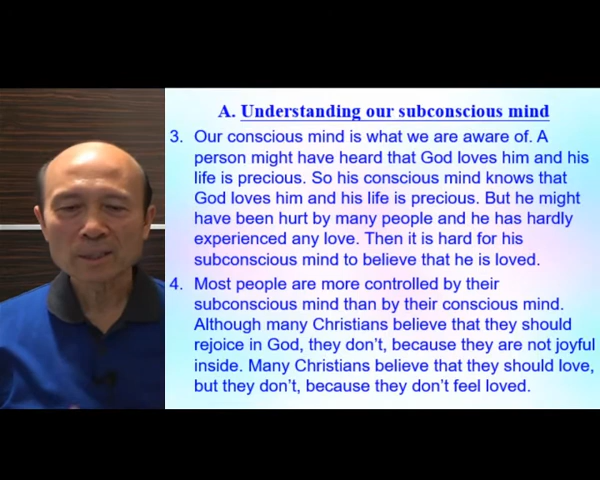 A. Understanding our subconscious mind
3. Our conscious mind is what we are aware of. A
person might have heard that God loves him and his
life is precious. So his conscious mind knows that
God loves him and his life is precious. But he might
have been hurt by many people and he has hardly
experienced any love. Then it is hard for his
subconscious mind to believe that he is loved.
4. Most people are more controlled by their
subconscious mind than by their conscious mind.
Although many Christians believe that they should
rejoice in God, they don’t, because they are not joyful
inside. Many Christians believe that they should love,
but they don’t, because they don’t feel loved.